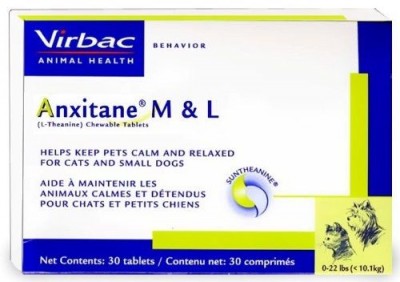 Virbac
ANIMAL HEALTH
BEHAVIOR
Anxitane® M & L
(L-Theanine) Chewable Tablets
HELPS KEEP PETS CALM AND RELAXED
FOR CATS AND SMALL DOGS
SUNTHEANINE®
AIDE À MAINTENIR LES
ANIMAUX CALMES ET DÉTENDUS
POUR CHATS ET PETITS CHIENS
Net Contents: 30 tablets / Contenu net: 30 comprimés
0-22 lbs (< 10.1kg)